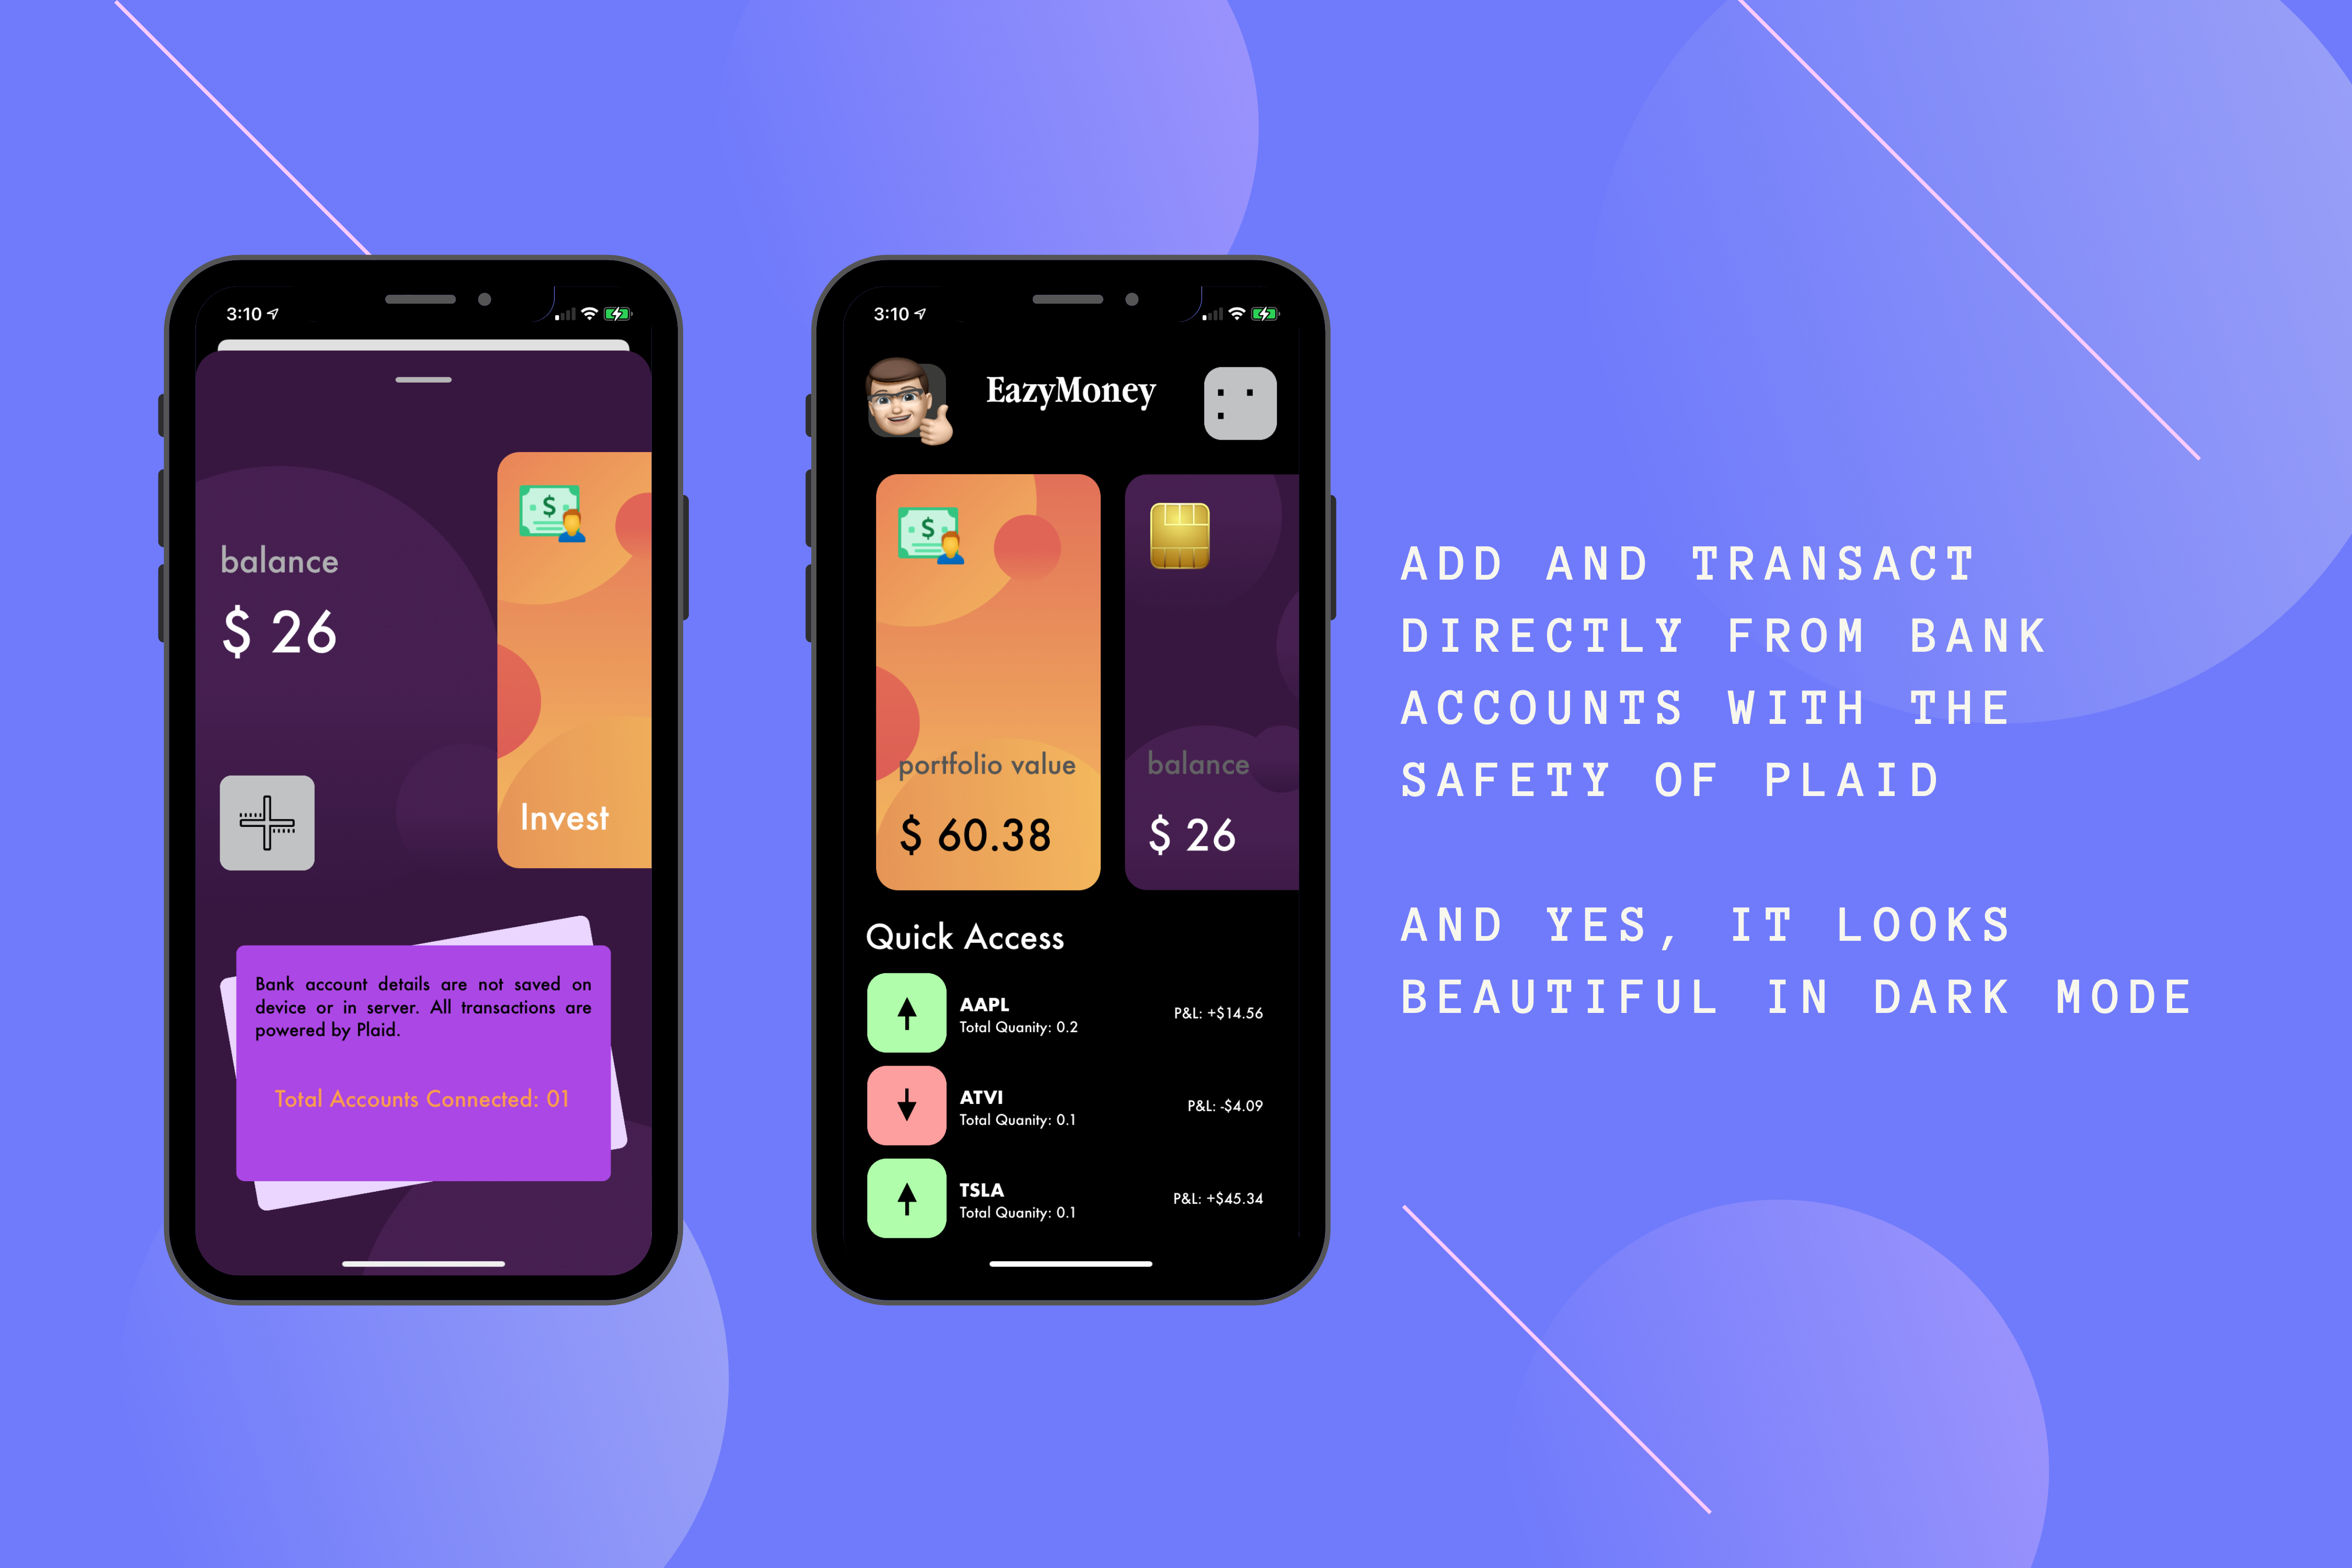 3:10
balance
$ 26
Invest
Bank account details are not saved on
device or in server. All transactions are
powered by Plaid.
Total Accounts Connected: 01
3:10
EazyMoney
portfolio value
$ 60.38
balance
$ 26
Quick Access
AAPL
Total Quanity: 0.2
P&L: +$14.56
ATVI
Total Quanity: 0.1
P&L: -$4.09
TSLA
Total Quanity: 0.1
P&L: +$45.34
ADD AND TRANSACT
DIRECTLY FROM BANK
ACCOUNTS WITH THE
SAFETY OF PLAID
AND YES, IT LOOKS
BEAUTIFUL IN DARK MODE